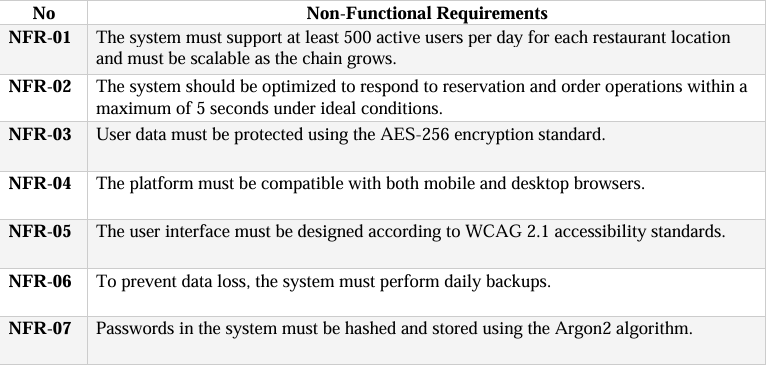 No Non-Functional Requirements
NFR-01 The system must support at least 500 active users per day for each restaurant location
and must be scalable as the chain grows.
NFR-02 The system should be optimized to respond to reservation and order operations within a
maximum of 5 seconds under ideal conditions.
NFR-03 User data must be protected using the AES-256 encryption standard.
NFR-04 The platform must be compatible with both mobile and desktop browsers.
NFR-05 The user interface must be designed according to WCAG 2.1 accessibility standards.
NFR-06 To prevent data loss, the system must perform daily backups.
NFR-07 Passwords in the system must be hashed and stored using the Argon2 algorithm.